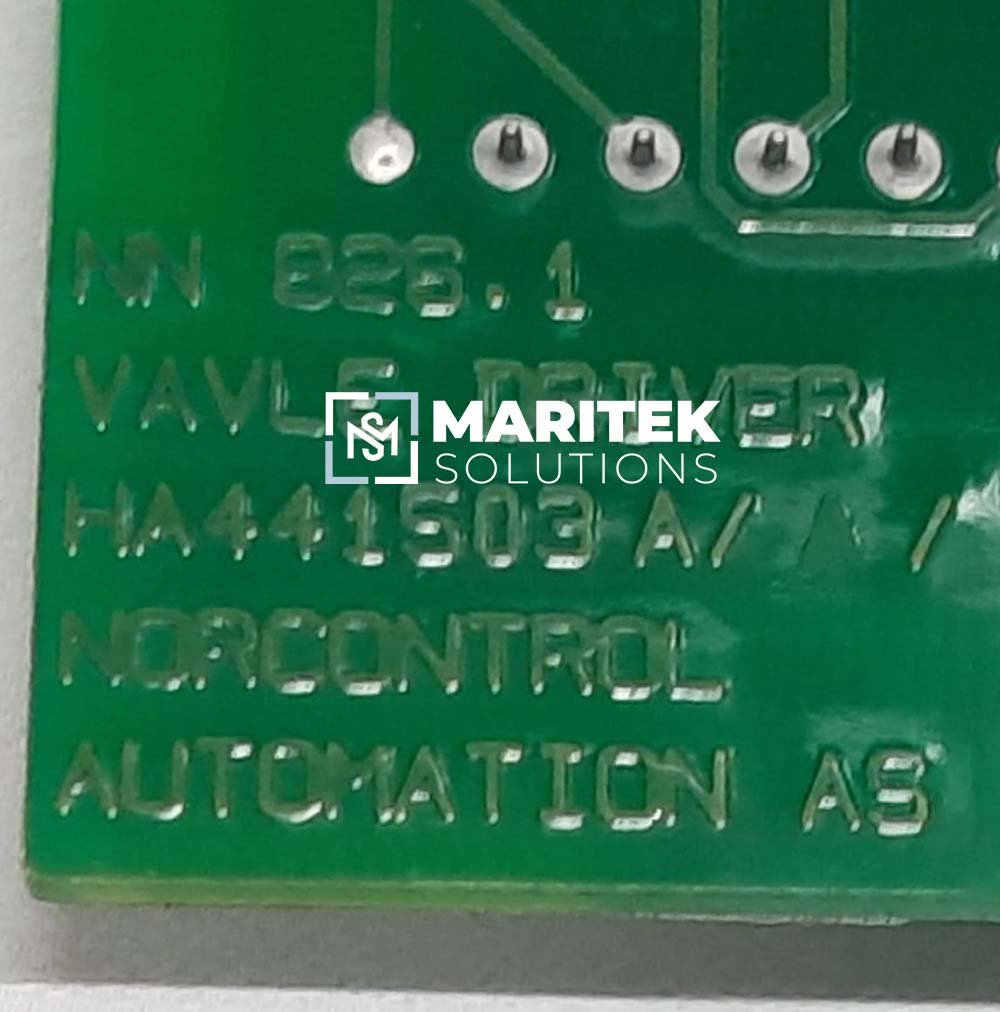 NN 826.1
VAVLE DRIVER
MARITEK
SOLUTIONS
HA441503 A/ A /
NORCONTROL
AUTOMATION AS